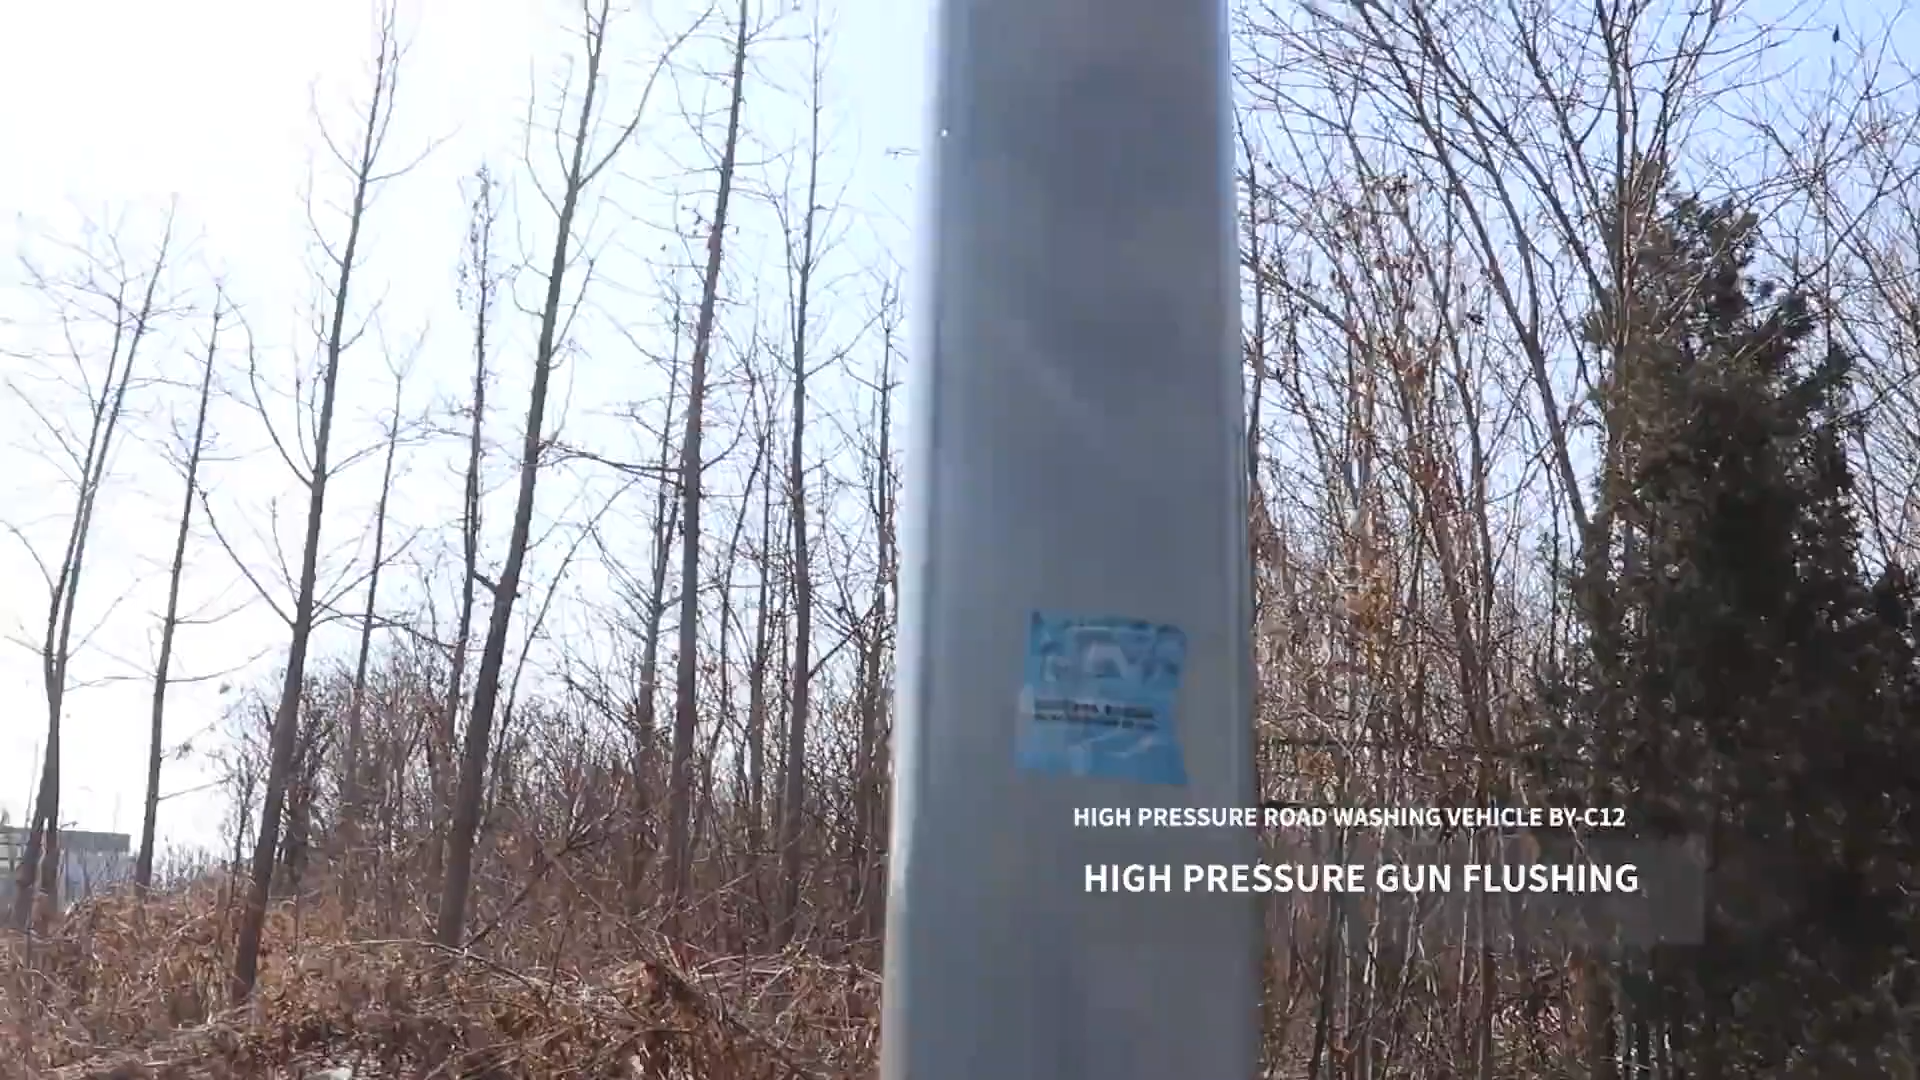 HIGH PRESSURE ROAD WASHING VEHICLE BY-C12
HIGH PRESSURE GUN FLUSHING